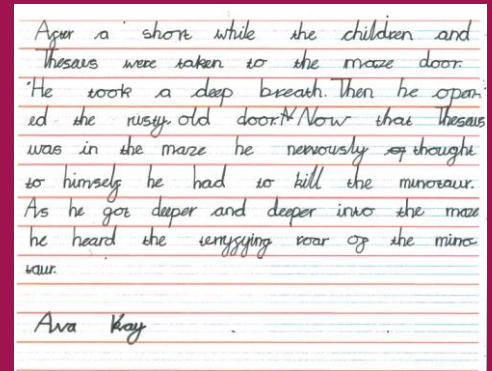 After a short while the children and
Thesaus were taken to the maze door.
He took a deep breath. Then he open
ed the rusty old door. Now that Thesaus
was in the maze he nervously thought
to himself he had to kill the minotaur.
As he got deeper and deeper into the maze
he heard the terryfying roar of the mino
taur.
Ava Kay